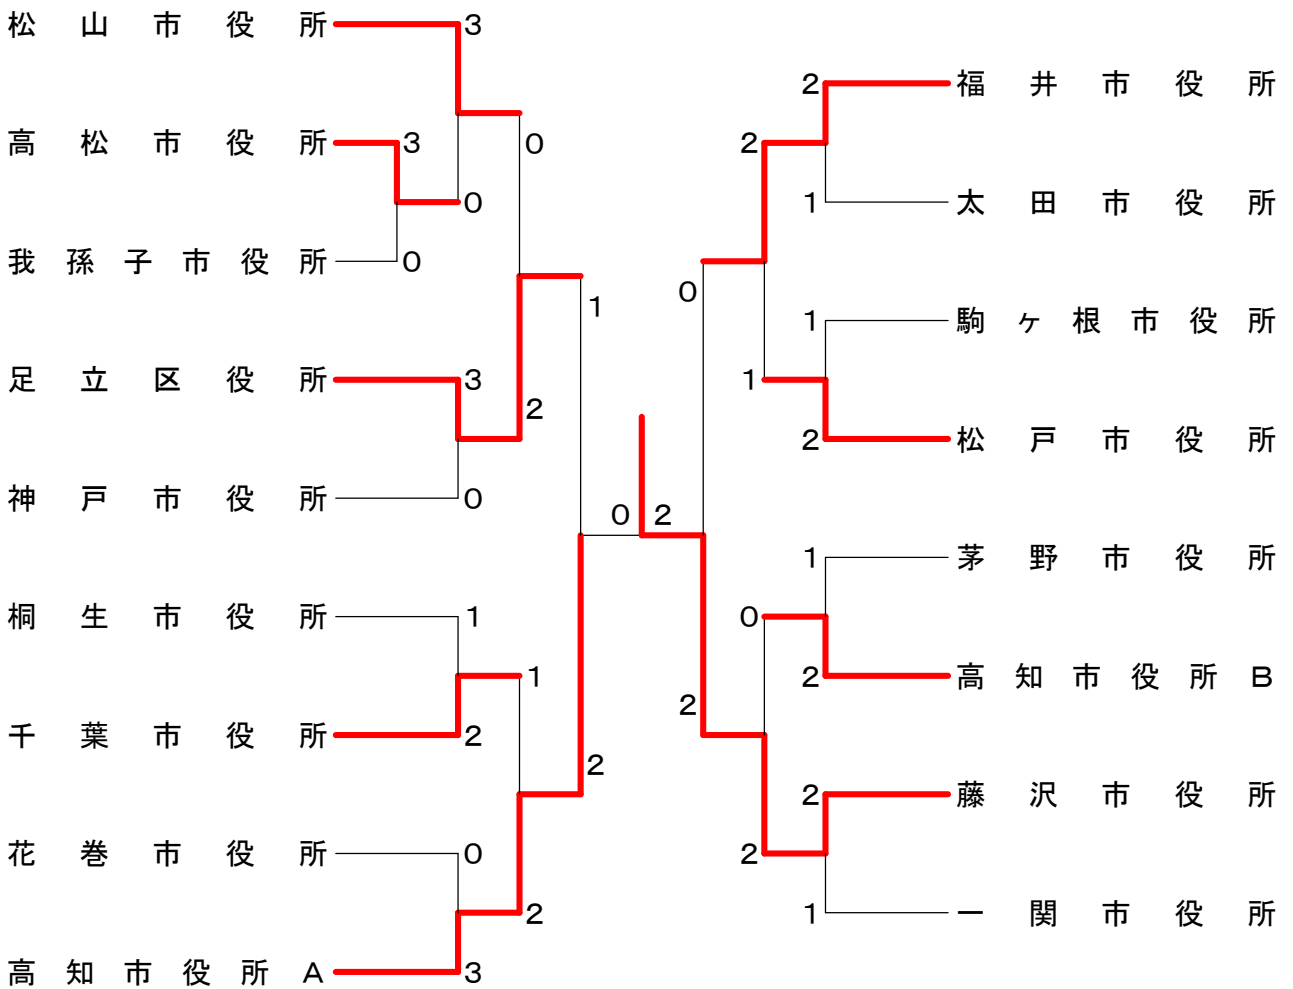 松山市役所 3
高松市役所 3
0
0
我孫子市役所 0
足立区役所 3
2
神戸市役所 0
1
桐生市役所 1
1
千葉市役所 2
2
花巻市役所 0
2
高知市役所A 3
0 2
2 福井市役所
2
1 太田市役所
0
1 駒ヶ根市役所
1
2 松戸市役所
1 茅野市役所
0
2 高知市役所B
2
2 藤沢市役所
2
1 一関市役所